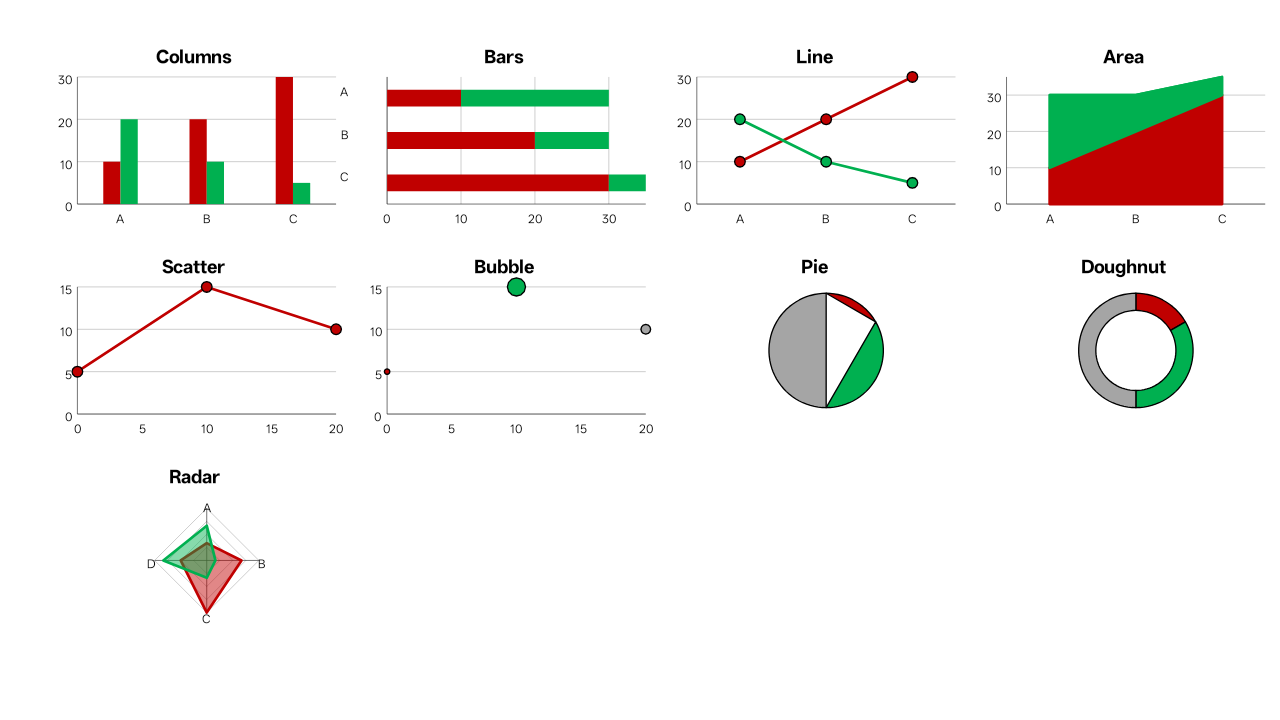 Columns
30
20
10
0
A B C
Bars
A
B
C
0 10 20 30
Line
30
20
10
0
A B C
Area
30
20
10
0
A B C
Scatter
15
10
5
0
0 5 10 15 20
Bubble
15
10
5
0
0 5 10 15 20
Pie
Doughnut
Radar
A
D B
C